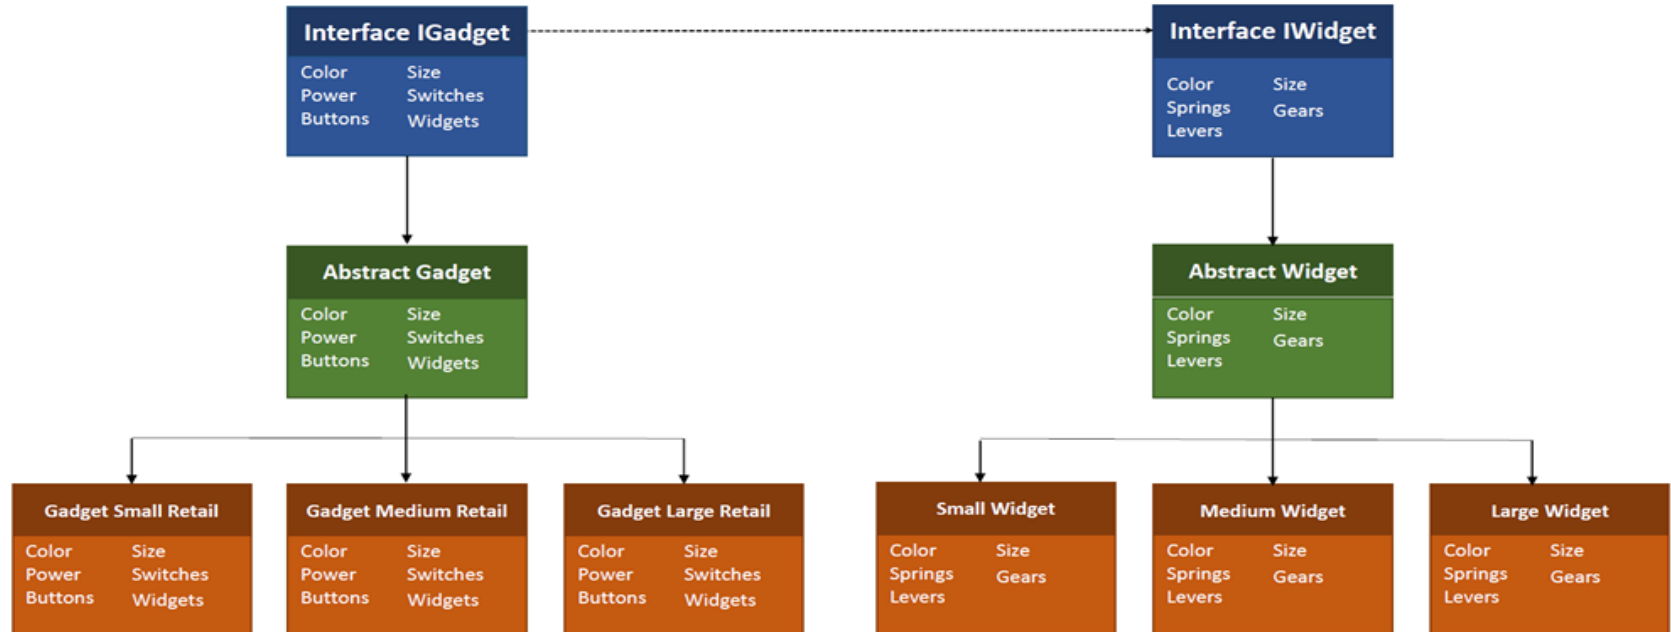 Interface IGadget
Color Size
Power Switches
Buttons Widgets
Interface IWidget
Color Size
Springs Gears
Levers
Abstract Gadget
Color Size
Power Switches
Buttons Widgets
Abstract Widget
Color Size
Springs Gears
Levers
Gadget Small Retail
Color Size
Power Switches
Buttons Widgets
Gadget Medium Retail
Color Size
Power Switches
Buttons Widgets
Gadget Large Retail
Color Size
Power Switches
Buttons Widgets
Small Widget
Color Size
Springs Gears
Levers
Medium Widget
Color Size
Springs Gears
Levers
Large Widget
Color Size
Springs Gears
Levers